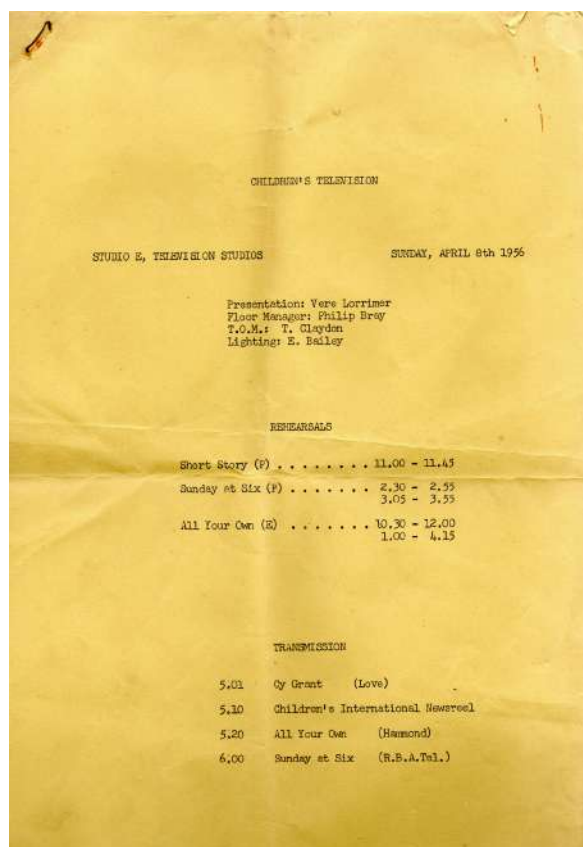 CHILDREN'S TELEVISION
STUDIO E, TELEVISION STUDIOS SUNDAY, APRIL 8th 1956
Presentation: Vere Lorrimer
Floor Manager: Philip Bray
T.O.M.: T. Claydon
Lighting: E. Bailey
REHEARSALS
Short Story (P) . . . . . . . . 11.00 - 11.45
Sunday at Six (P) . . . . . . . 2.30 - 2.55
3.05 - 3.55
All Your Own (E) . . . . . . . 10.30 - 12.00
1.00 - 4.15
TRANSMISSION
5.01 Cy Grant (Love)
5.10 Children's International Newsreel
5.20 All Your Own (Hammond)
6.00 Sunday at Six (R.B.A.Tel.)